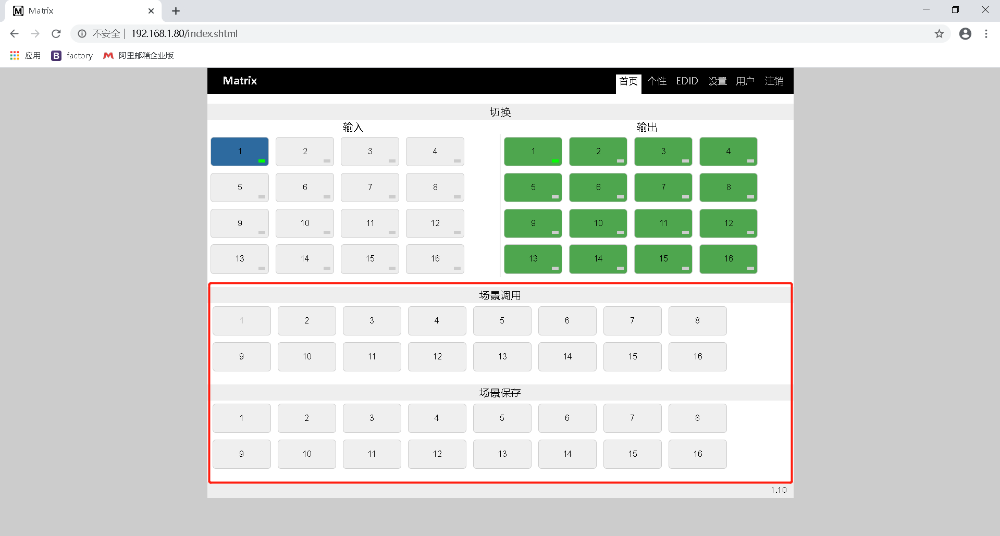 Matrix
不安全 | 192.168.1.80/index.shtml
应用 factory 阿里邮箱企业版
Matrix 首页 个性 EDID 设置 用户 注销
切换
输入 输出
1 2 3 4 1 2 3 4
5 6 7 8 5 6 7 8
9 10 11 12 9 10 11 12
13 14 15 16 13 14 15 16
场景调用
1 2 3 4 5 6 7 8
9 10 11 12 13 14 15 16
场景保存
1 2 3 4 5 6 7 8
9 10 11 12 13 14 15 16
1.10